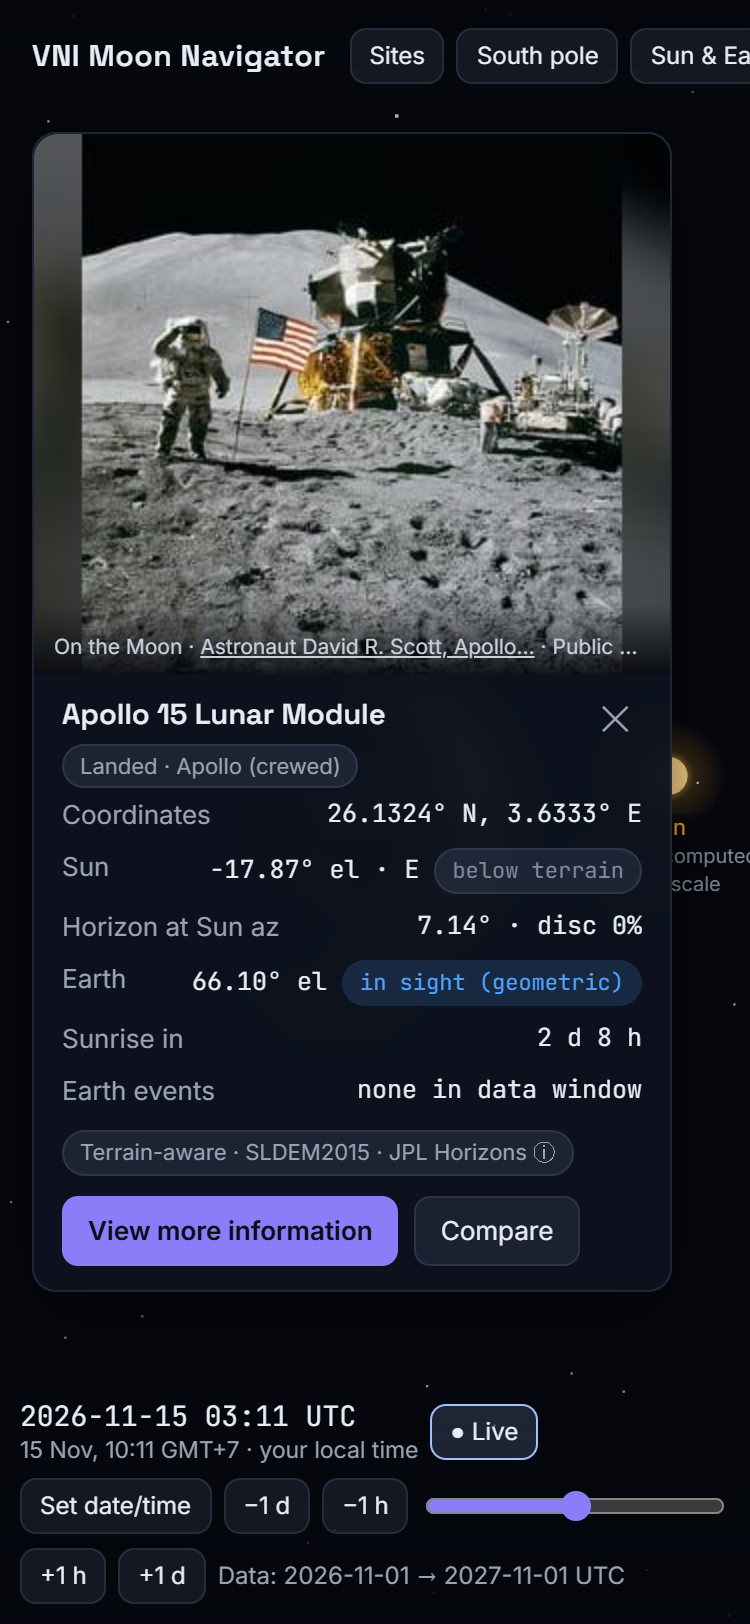 VNI Moon Navigator
Sites
South pole
Sun & Ea
On the Moon · Astronaut David R. Scott, Apollo... · Public ...
Apollo 15 Lunar Module
Landed · Apollo (crewed)
Coordinates 26.1324° N, 3.6333° E
Sun -17.87° el · E below terrain
Horizon at Sun az 7.14° · disc 0%
Earth 66.10° el in sight (geometric)
Sunrise in 2 d 8 h
Earth events none in data window
Terrain-aware · SLDEM2015 · JPL Horizons ⓘ
View more information
Compare
n
computed
scale
2026-11-15 03:11 UTC
15 Nov, 10:11 GMT+7 · your local time
● Live
Set date/time
−1 d
−1 h
+1 h
+1 d
Data: 2026-11-01 → 2027-11-01 UTC